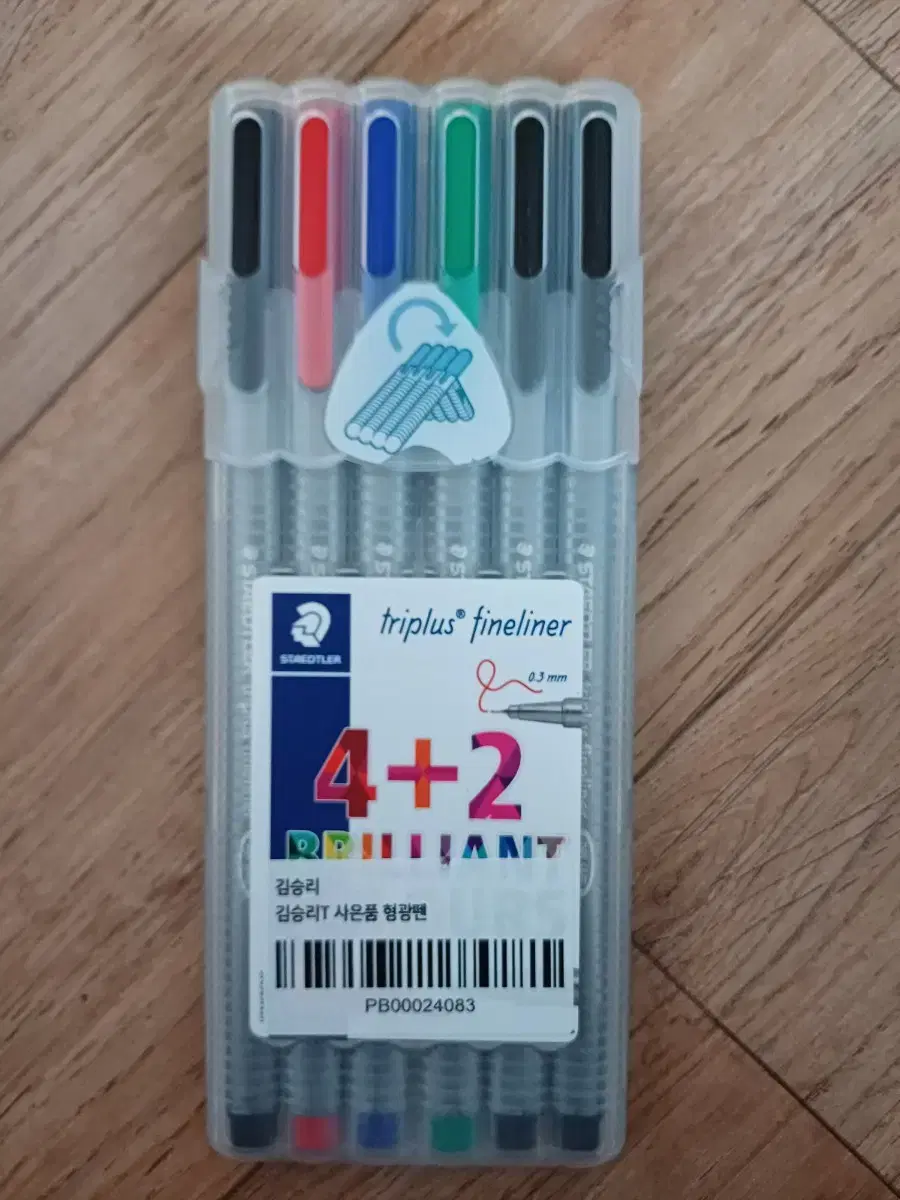 STAEDTLER
triplus® fineliner
0.3 mm
4+2
BRILLIANT
김승리
김승리T 사은품 형광펜
PB00024083